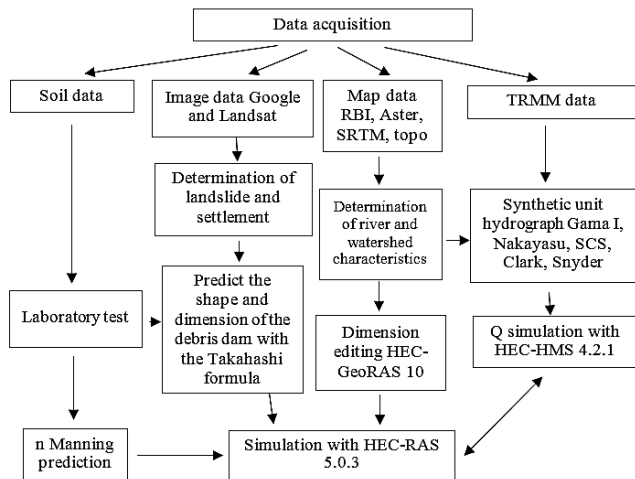 Data acquisition
Soil data
Image data Google
and Landsat
Map data
RBI, Aster,
SRTM, topo
TRMM data
Determination of
landslide and
settlement
Determination of
river and
watershed
characteristics
Synthetic unit
hydrograph Gama I,
Nakayasu, SCS,
Clark, Snyder
Laboratory test
Predict the
shape and
dimension of the
debris dam with
the Takahashi
formula
Dimension
editing HEC-
GeoRAS 10
Q simulation with
HEC-HMS 4.2.1
n Manning
prediction
Simulation with HEC-RAS
5.0.3